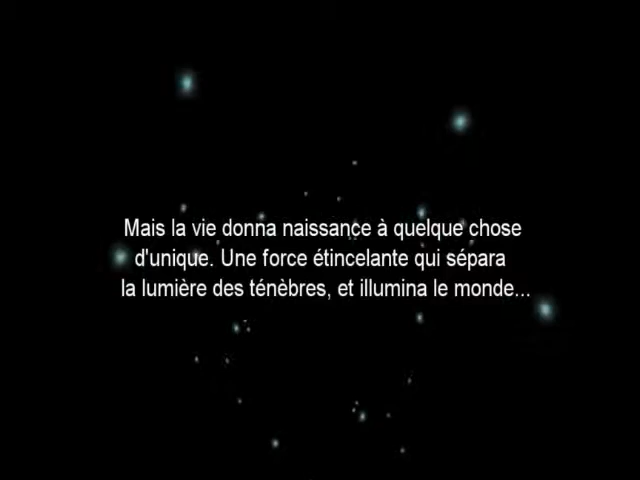 Mais la vie donna naissance à quelque chose
d'unique. Une force étincelante qui sépara
la lumière des ténèbres, et illumina le monde...